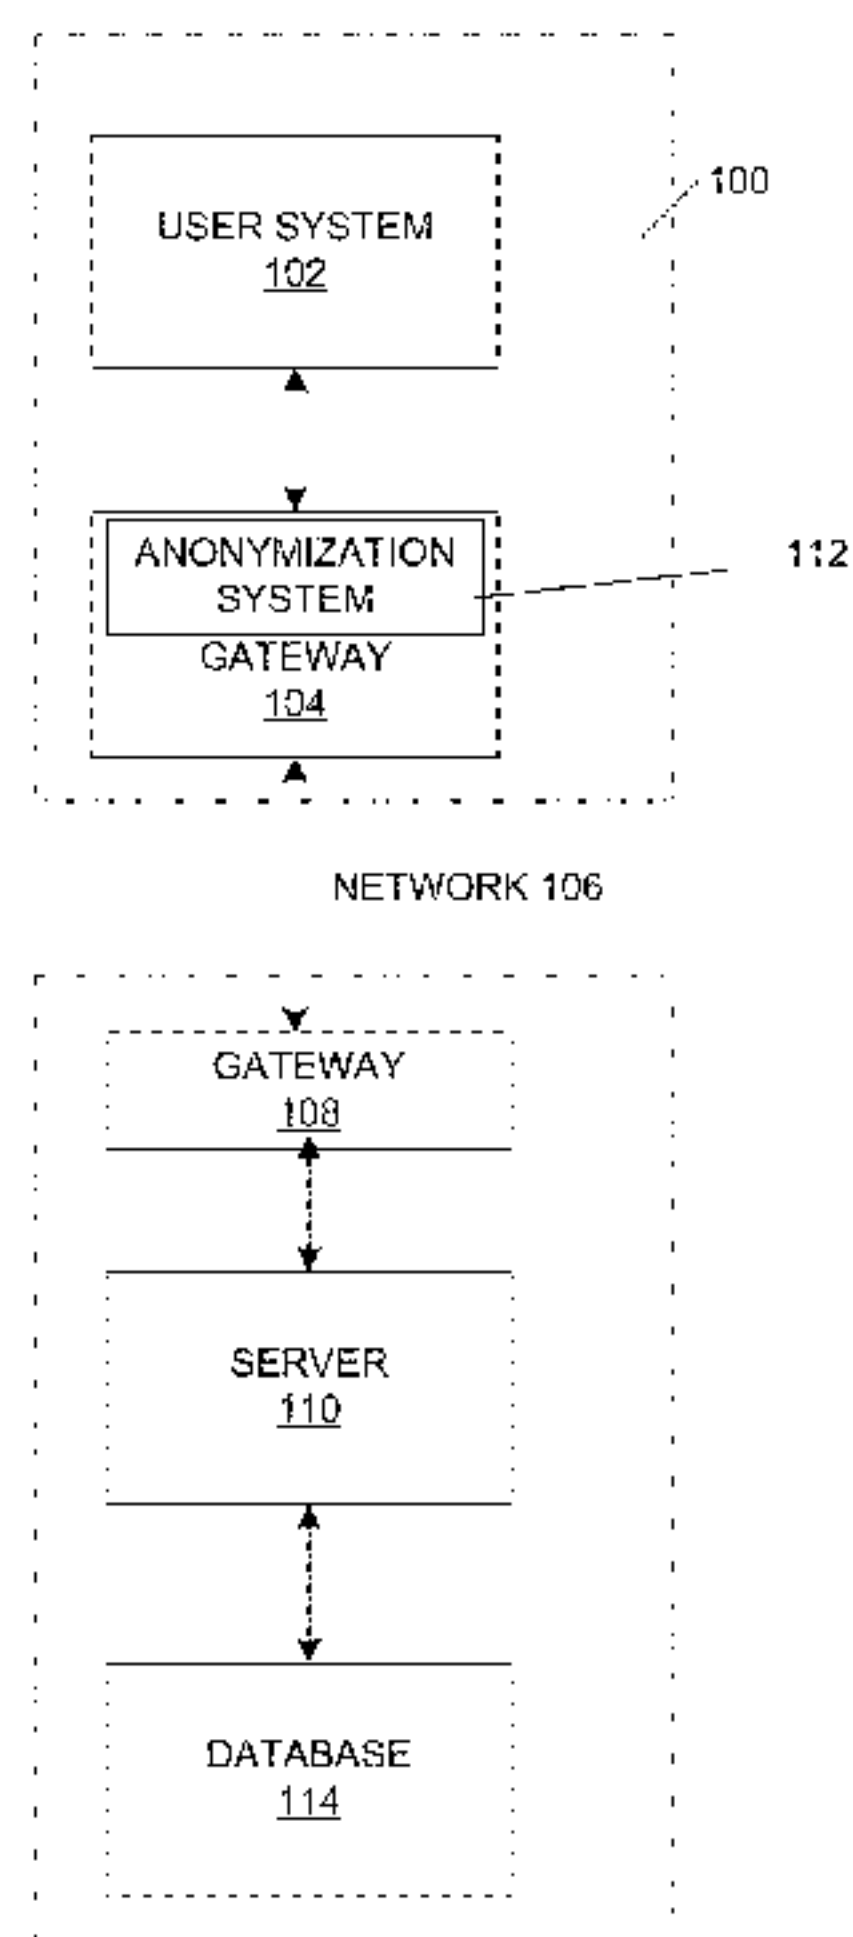 100
USER SYSTEM
102
ANONYMIZATION
SYSTEM
112
GATEWAY
104
NETWORK 106
GATEWAY
108
SERVER
110
DATABASE
114